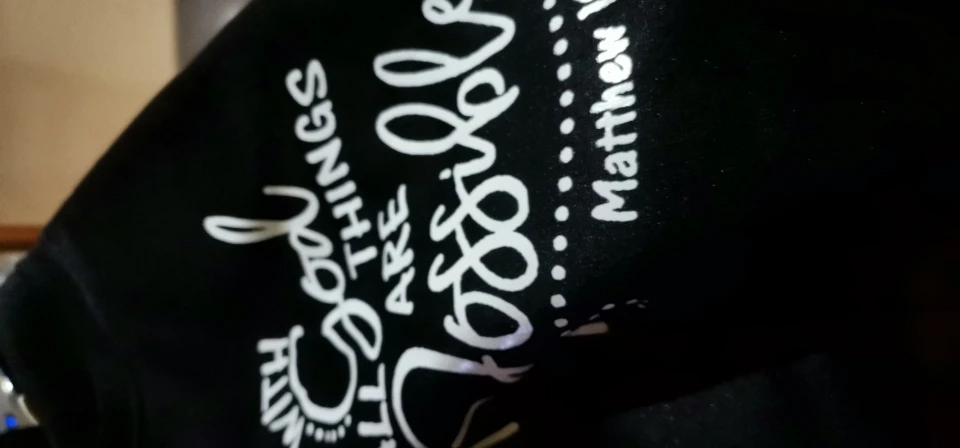 WITH
God
ALL THINGS
ARE
Possible
Matthew